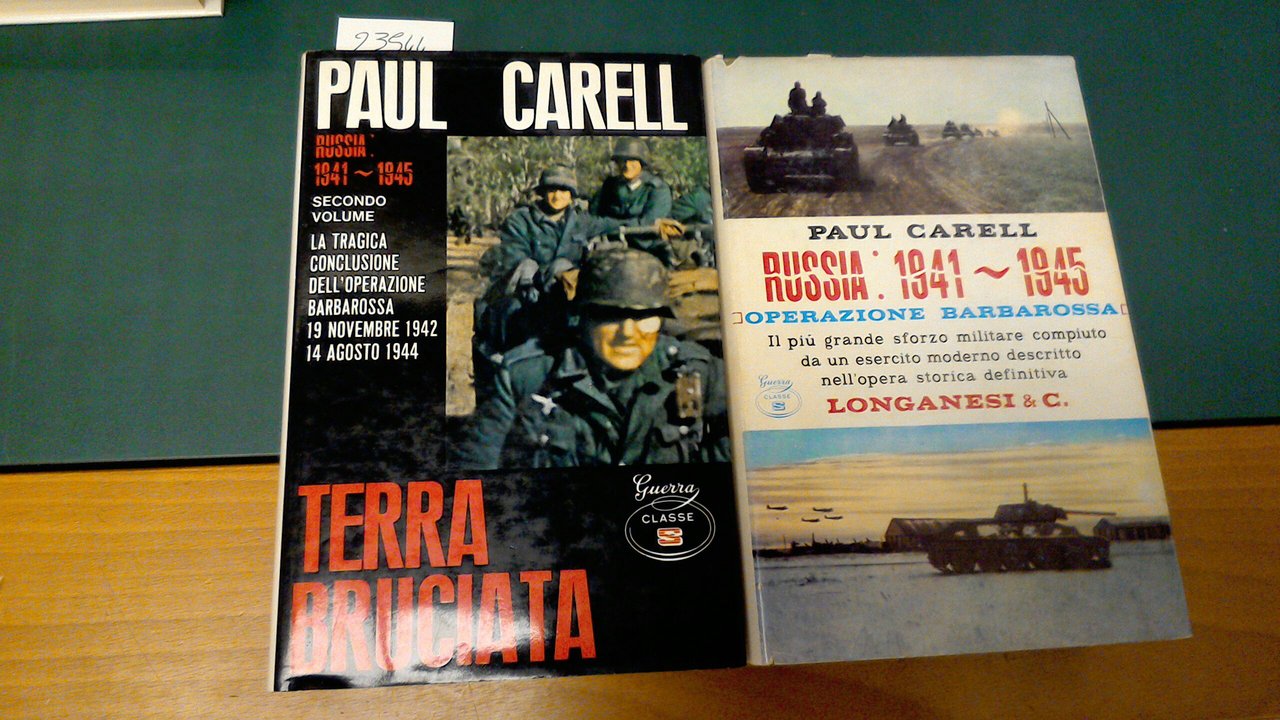 PAUL CARELL
RUSSIA:
1941~1945
SECONDO
VOLUME
LA TRAGICA
CONCLUSIONE
DELL'OPERAZIONE
BARBAROSSA
19 NOVEMBRE 1942
14 AGOSTO 1944
TERRA
BRUCIATA
Guerra
CLASSE
S
PAUL CARELL
RUSSIA: 1941~1945
OPERAZIONE BARBAROSSA
Il più grande sforzo militare compiuto
da un esercito moderno descritto
nell'opera storica definitiva
Guerra
CLASSE
S
LONGANESI & C.